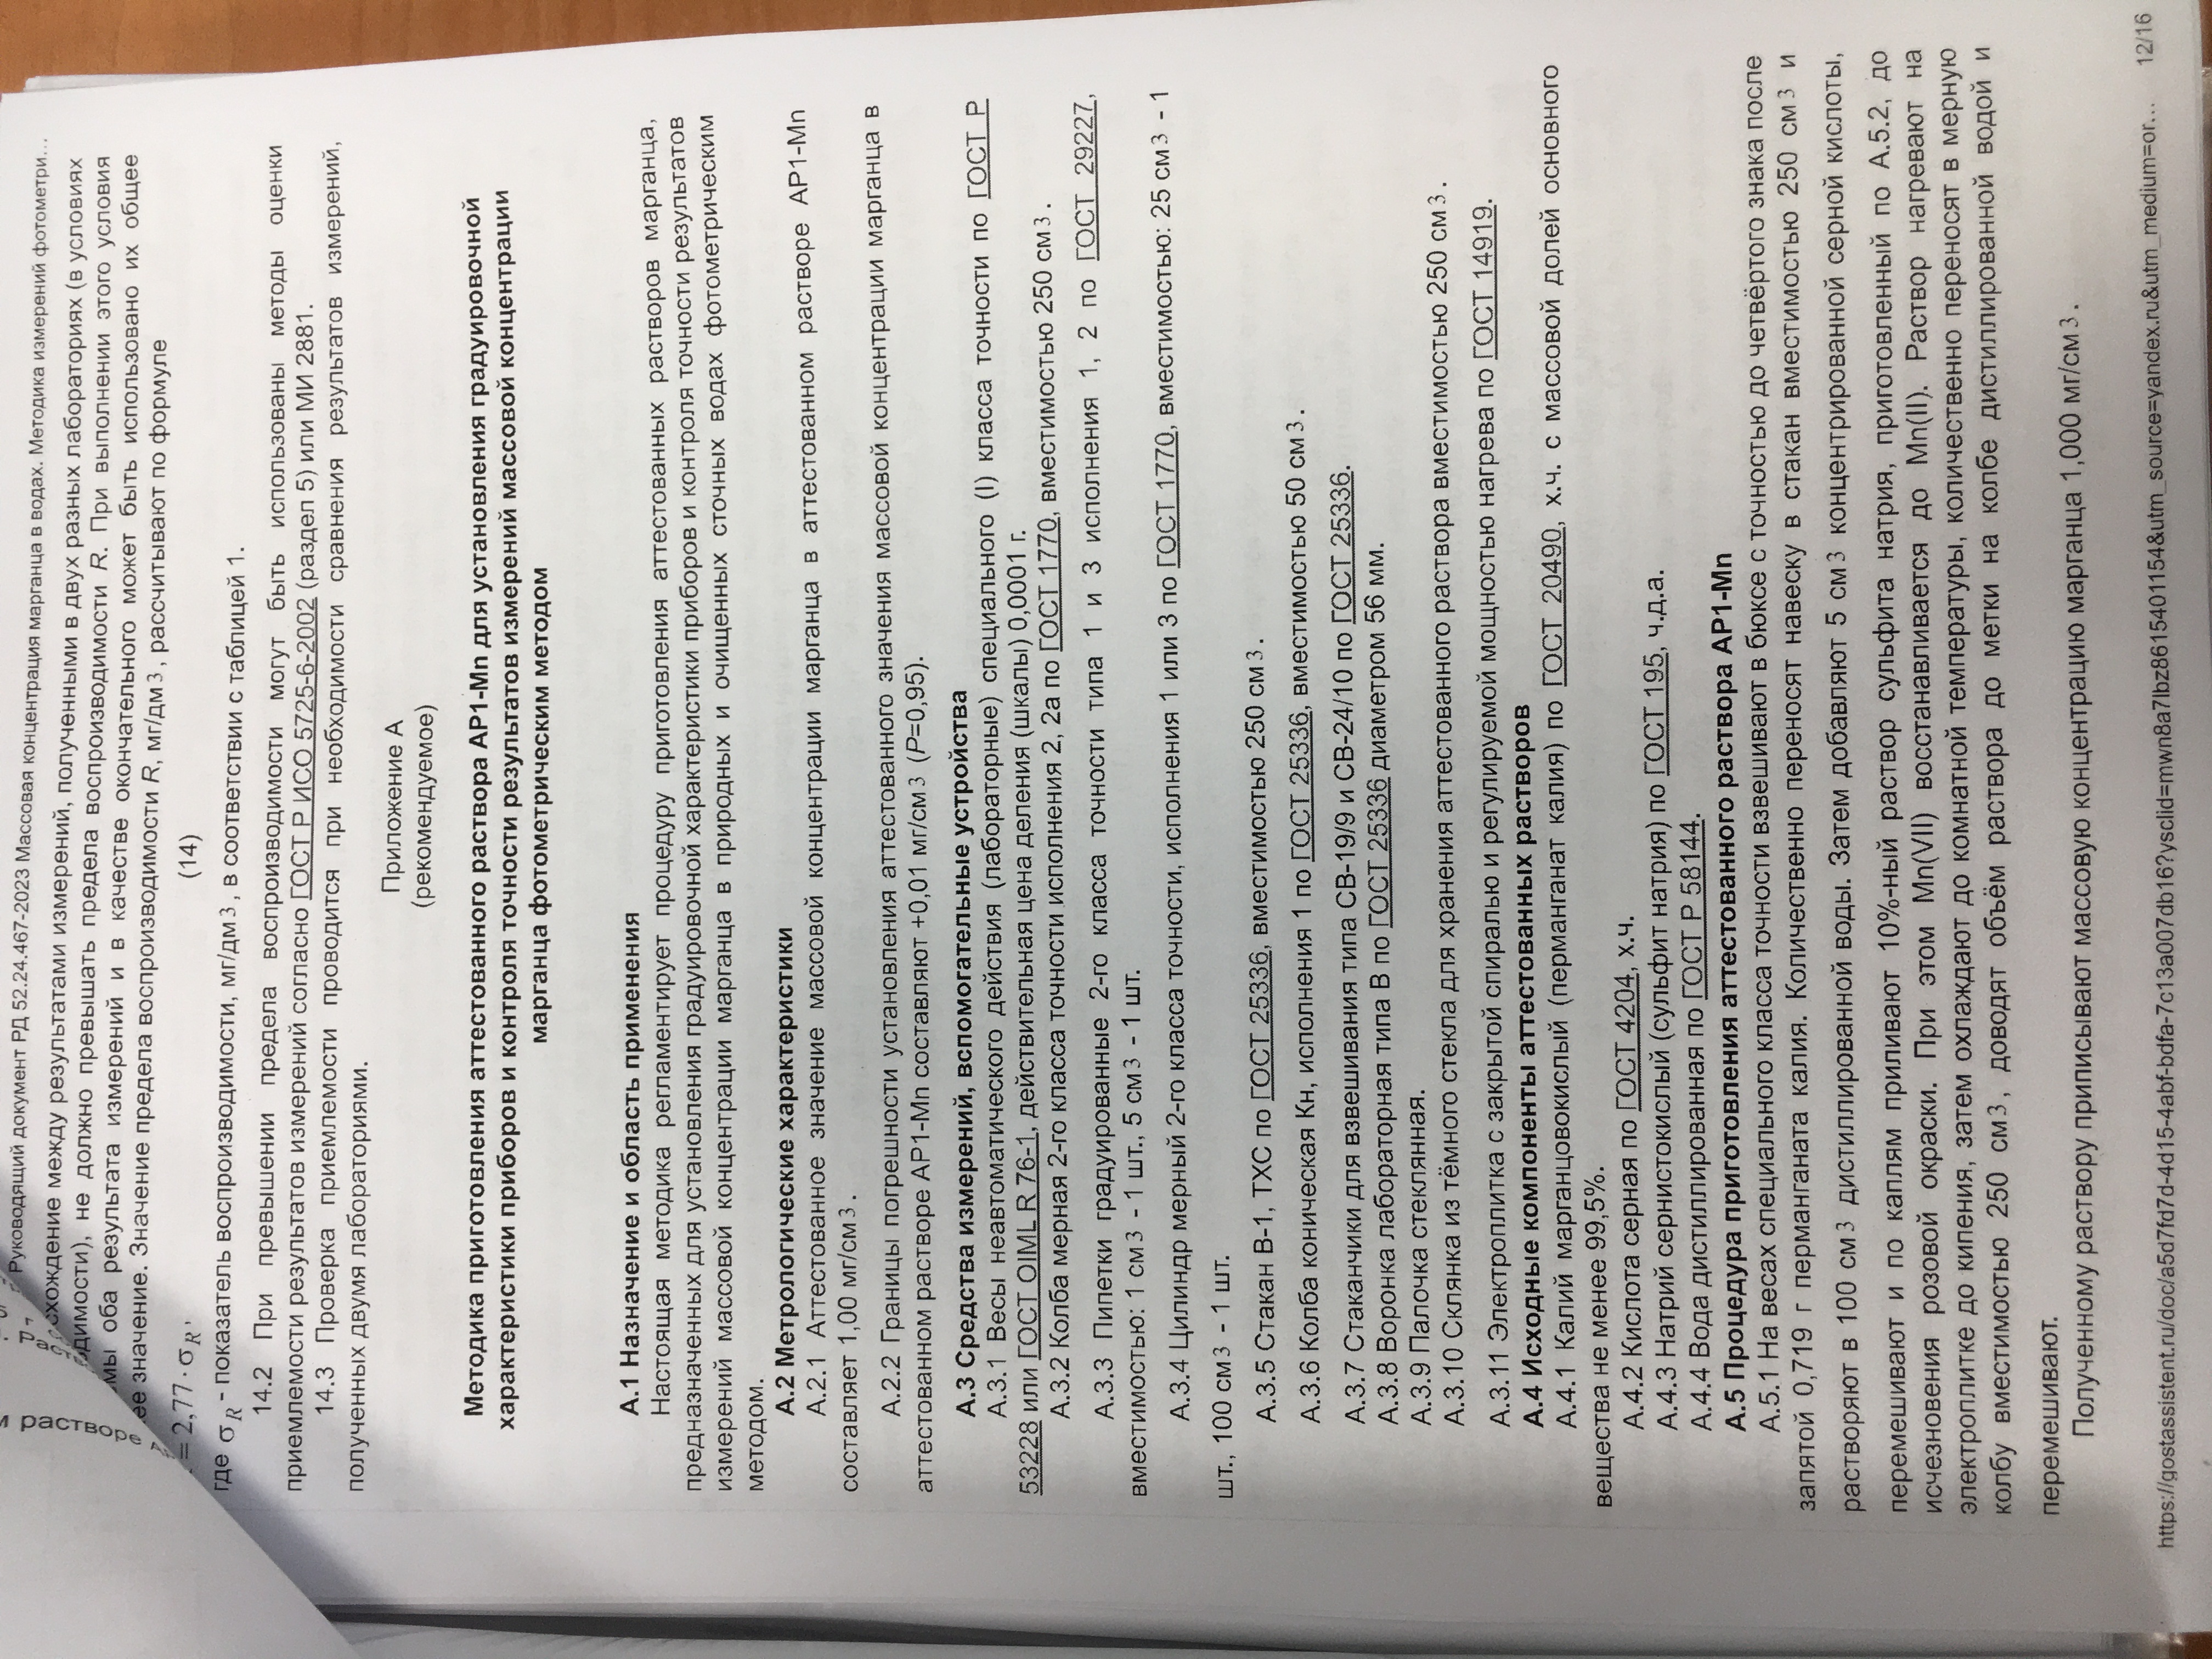 Руководящий документ РД 52.24.467-2023 Массовая концентрация марганца в водах. Методика измерений фотометри...
расхождение между результатами измерений, полученными в двух разных лабораториях (в условиях
), не должно превышать предела воспроизводимости R. При выполнении этого условия
оба результата измерений и в качестве окончательного может быть использовано их общее
значение. Значение предела воспроизводимости R, мг/дм3, рассчитывают по формуле
= 2,77 · σR, (14)
где σR - показатель воспроизводимости, мг/дм3, в соответствии с таблицей 1.
14.2 При превышении предела воспроизводимости могут быть использованы методы оценки
приемлемости результатов измерений согласно ГОСТ Р ИСО 5725-6-2002 (раздел 5) или МИ 2881.
14.3 Проверка приемлемости проводится при необходимости сравнения результатов измерений,
полученных двумя лабораториями.
Приложение А
(рекомендуемое)
Методика приготовления аттестованного раствора АР1-Mn для установления градуировочной
характеристики приборов и контроля точности результатов измерений массовой концентрации
марганца фотометрическим методом
А.1 Назначение и область применения
Настоящая методика регламентирует процедуру приготовления аттестованных растворов марганца,
предназначенных для установления градуировочной характеристики приборов и контроля точности результатов
измерений массовой концентрации марганца в природных и очищенных сточных водах фотометрическим
методом.
А.2 Метрологические характеристики
А.2.1 Аттестованное значение массовой концентрации марганца в аттестованном растворе АР1-Mn
составляет 1,00 мг/см3.
А.2.2 Границы погрешности установления аттестованного значения массовой концентрации марганца в
аттестованном растворе АР1-Mn составляют +0,01 мг/см3 (P=0,95).
А.3 Средства измерений, вспомогательные устройства
А.3.1 Весы неавтоматического действия (лабораторные) специального (I) класса точности по ГОСТ Р
53228 или ГОСТ OIML R 76-1, действительная цена деления (шкалы) 0,0001 г.
А.3.2 Колба мерная 2-го класса точности исполнения 2, 2а по ГОСТ 1770, вместимостью 250 см3.
А.3.3 Пипетки градуированные 2-го класса точности типа 1 и 3 исполнения 1, 2 по ГОСТ 29227,
вместимостью: 1 см3 - 1 шт., 5 см3 - 1 шт.
А.3.4 Цилиндр мерный 2-го класса точности, исполнения 1 или 3 по ГОСТ 1770, вместимостью: 25 см3 - 1
шт., 100 см3 - 1 шт.
А.3.5 Стакан В-1, ТХС по ГОСТ 25336, вместимостью 250 см3.
А.3.6 Колба коническая Кн, исполнения 1 по ГОСТ 25336, вместимостью 50 см3.
А.3.7 Стаканчики для взвешивания типа СВ-19/9 и СВ-24/10 по ГОСТ 25336.
А.3.8 Воронка лабораторная типа В по ГОСТ 25336 диаметром 56 мм.
А.3.9 Палочка стеклянная.
А.3.10 Склянка из тёмного стекла для хранения аттестованного раствора вместимостью 250 см3.
А.3.11 Электроплитка с закрытой спиралью и регулируемой мощностью нагрева по ГОСТ 14919.
А.4 Исходные компоненты аттестованных растворов
А.4.1 Калий марганцовокислый (перманганат калия) по ГОСТ 20490, х.ч. с массовой долей основного
вещества не менее 99,5%.
А.4.2 Кислота серная по ГОСТ 4204, х.ч.
А.4.3 Натрий сернистокислый (сульфит натрия) по ГОСТ 195, ч.д.а.
А.4.4 Вода дистиллированная по ГОСТ Р 58144.
А.5 Процедура приготовления аттестованного раствора АР1-Mn
А.5.1 На весах специального класса точности взвешивают в бюксе с точностью до четвёртого знака после
запятой 0,719 г перманганата калия. Количественно переносят навеску в стакан вместимостью 250 см3 и
растворяют в 100 см3 дистиллированной воды. Затем добавляют 5 см3 концентрированной серной кислоты,
перемешивают и по каплям приливают 10%-ный раствор сульфита натрия, приготовленный по А.5.2, до
исчезновения розовой окраски. При этом Mn(VII) восстанавливается до Mn(II). Раствор нагревают на
электроплитке до кипения, затем охлаждают до комнатной температуры, количественно переносят в мерную
колбу вместимостью 250 см3, доводят объём раствора до метки на колбе дистиллированной водой и
перемешивают.
Полученному раствору приписывают массовую концентрацию марганца 1,000 мг/см3.
https://gostassistent.ru/doc/a5d7fd7d-4d15-4abf-bdfa-7c13a007db16?ysclid=mwn8a7lbz8615401154&utm_source=yandex.ru&utm_medium=or... 12/16
раствore